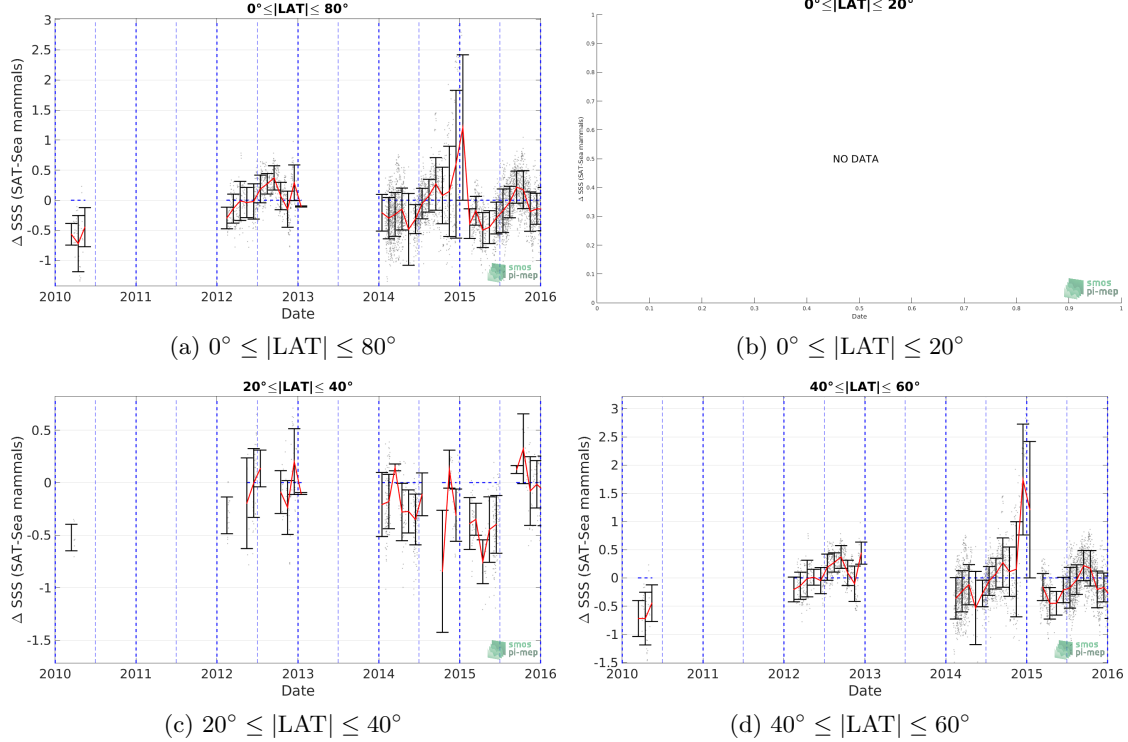 0°≤|LAT|≤ 80°
Δ SSS (SAT-Sea mammals)
3
2.5
2
1.5
1
0.5
0
-0.5
-1
2010 2011 2012 2013 2014 2015 2016
Date
smos
pi-mep
(a) 0° ≤ |LAT| ≤ 80°
0°≤|LAT|≤ 20°
Δ SSS (SAT-Sea mammals)
1
0.9
0.8
0.7
0.6
0.5
0.4
0.3
0.2
0.1
0
NO DATA
0 0.1 0.2 0.3 0.4 0.5 0.6 0.7 0.8 0.9 1
Date
smos
pi-mep
(b) 0° ≤ |LAT| ≤ 20°
20°≤|LAT|≤ 40°
Δ SSS (SAT-Sea mammals)
0.5
0
-0.5
-1
-1.5
2010 2011 2012 2013 2014 2015 2016
Date
smos
pi-mep
(c) 20° ≤ |LAT| ≤ 40°
40°≤|LAT|≤ 60°
Δ SSS (SAT-Sea mammals)
3
2.5
2
1.5
1
0.5
0
-0.5
-1
-1.5
2010 2011 2012 2013 2014 2015 2016
Date
smos
pi-mep
(d) 40° ≤ |LAT| ≤ 60°